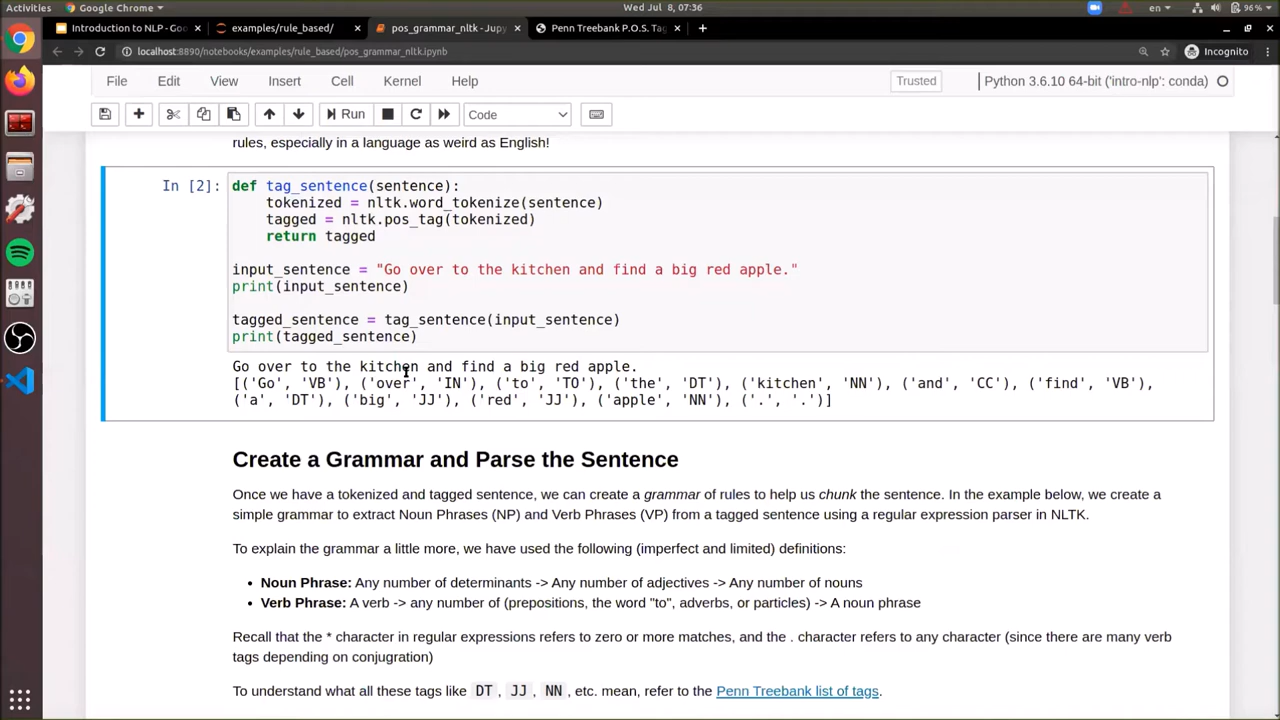 Activities
Google Chrome
Wed Jul 8, 07:36
en
96%
Introduction to NLP - Goo
examples/rule_based/
pos_grammar_nltk - Jupy
Penn Treebank P.O.S. Tag
localhost:8890/notebooks/examples/rule_based/pos_grammar_nltk.ipynb
Incognito
File Edit View Insert Cell Kernel Help
Trusted
Python 3.6.10 64-bit ('intro-nlp': conda)
Run
Code
rules, especially in a language as weird as English!
In [2]:
def tag_sentence(sentence):
tokenized = nltk.word_tokenize(sentence)
tagged = nltk.pos_tag(tokenized)
return tagged
input_sentence = "Go over to the kitchen and find a big red apple."
print(input_sentence)
tagged_sentence = tag_sentence(input_sentence)
print(tagged_sentence)
Go over to the kitchen and find a big red apple.
[('Go', 'VB'), ('over', 'IN'), ('to', 'TO'), ('the', 'DT'), ('kitchen', 'NN'), ('and', 'CC'), ('find', 'VB'),
('a', 'DT'), ('big', 'JJ'), ('red', 'JJ'), ('apple', 'NN'), ('.', '.')]
Create a Grammar and Parse the Sentence
Once we have a tokenized and tagged sentence, we can create a grammar of rules to help us chunk the sentence. In the example below, we create a
simple grammar to extract Noun Phrases (NP) and Verb Phrases (VP) from a tagged sentence using a regular expression parser in NLTK.
To explain the grammar a little more, we have used the following (imperfect and limited) definitions:
• Noun Phrase: Any number of determinants -> Any number of adjectives -> Any number of nouns
• Verb Phrase: A verb -> any number of (prepositions, the word "to", adverbs, or particles) -> A noun phrase
Recall that the * character in regular expressions refers to zero or more matches, and the . character refers to any character (since there are many verb
tags depending on conjugration)
To understand what all these tags like DT , JJ , NN , etc. mean, refer to the Penn Treebank list of tags.